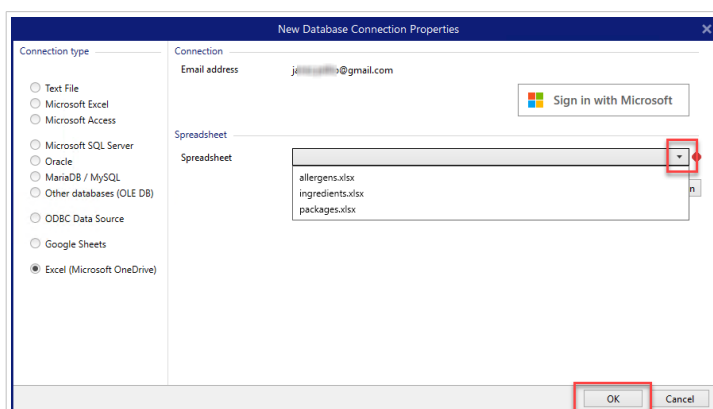 New Database Connection Properties
Connection type
Text File
Microsoft Excel
Microsoft Access
Microsoft SQL Server
Oracle
MariaDB / MySQL
Other databases (OLE DB)
ODBC Data Source
Google Sheets
Excel (Microsoft OneDrive)
Connection
Email address
@gmail.com
Sign in with Microsoft
Spreadsheet
Spreadsheet
allergens.xlsx
ingredients.xlsx
packages.xlsx
OK
Cancel